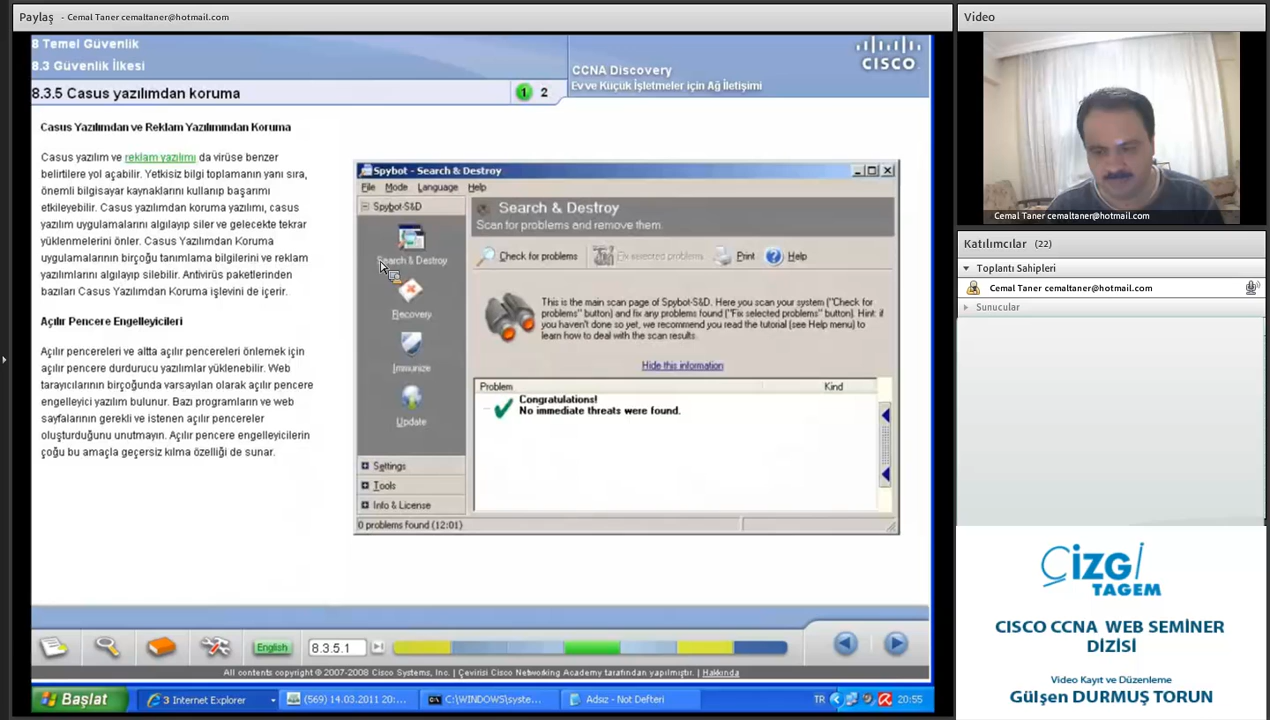 Paylaş - Cemal Taner cemaltaner@hotmail.com
8 Temel Güvenlik
8.3 Güvenlik İlkesi
8.3.5 Casus yazılımdan koruma
1 2
CCNA Discovery
Ev ve Küçük İşletmeler için Ağ İletişimi
CISCO
Casus Yazılımdan ve Reklam Yazılımından Koruma
Casus yazılım ve reklam yazılımı da virüse benzer
belirtilere yol açabilir. Yetkisiz bilgi toplamanın yanı sıra,
önemli bilgisayar kaynaklarını kullanıp başarımı
etkileyebilir. Casus yazılımdan koruma yazılımı, casus
yazılım uygulamalarını algılayıp siler ve gelecekte tekrar
yüklenmelerini önler. Casus Yazılımdan Koruma
uygulamalarının birçoğu tanımlama bilgilerini ve reklam
yazılımlarını algılayıp silebilir. Antivirüs paketlerinden
bazıları Casus Yazılımdan Koruma işlevini de içerir.
Açılır Pencere Engelleyicileri
Açılır pencereleri ve altta açılır pencereleri önlemek için
açılır pencere durdurucu yazılımlar yüklenebilir. Web
tarayıcılarının birçoğunda varsayılan olarak açılır pencere
engelleyici yazılım bulunur. Bazı programların ve web
sayfalarının gerekli ve istenen açılır pencereler
oluşturduğunu unutmayın. Açılır pencere engelleyicilerin
çoğu bu amaçla geçersiz kılma özelliği de sunar.
Spybot - Search & Destroy
File Mode Language Help
Spybot-S&D
Search & Destroy
Recovery
Immunize
Update
Settings
Tools
Info & License
Search & Destroy
Scan for problems and remove them.
Check for problems Fix selected problems Print Help
This is the main scan page of Spybot-S&D. Here you scan your system ("Check for
problems" button) and fix any problems found ("Fix selected problems" button). Hint: if
you haven't done so yet, we recommend you read the tutorial (see Help menu) to
learn how to deal with the scan results.
Hide this information
Problem Kind
Congratulations!
No immediate threats were found.
0 problems found (12:01)
English 8.3.5.1
All contents copyright © 2007-2008 Cisco Systems, Inc. | Çevirisi Cisco Networking Academy tarafından yapılmıştır. | Hakkında
Başlat 3 Internet Explorer (569) 14.03.2011 20:... C:\WINDOWS\syste... Adsız - Not Defteri TR 20:55
Video
Cemal Taner cemaltaner@hotmail.com
Katılımcılar (22)
Toplantı Sahipleri
Cemal Taner cemaltaner@hotmail.com
Sunucular
ÇİZGİ
TAGEM
CISCO CCNA WEB SEMİNER
DİZİSİ
Video Kayıt ve Düzenleme
Gülşen DURMUŞ TORUN